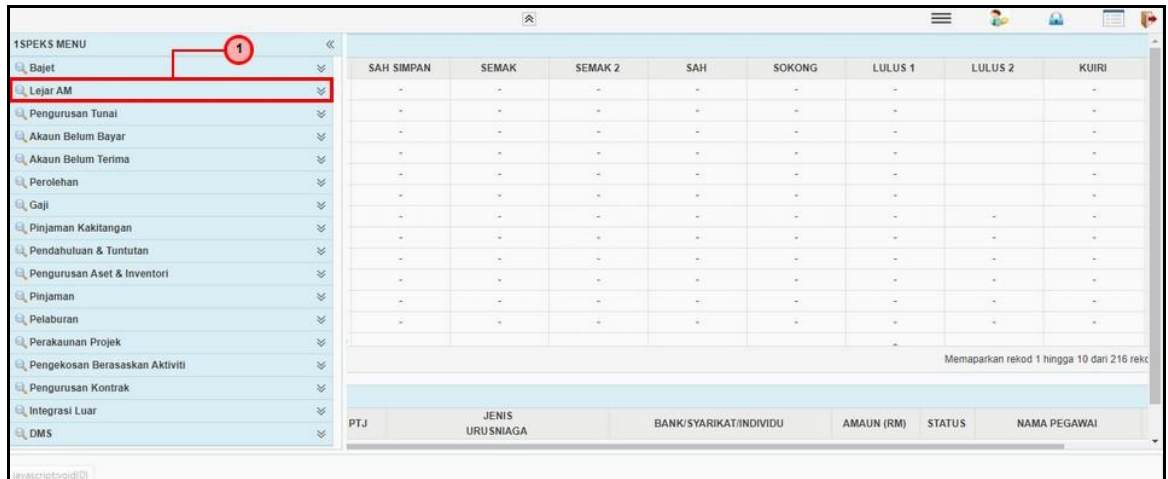 1SPEKS MENU
1
Bajet
Lejar AM
Pengurusan Tunai
Akaun Belum Bayar
Akaun Belum Terima
Perolehan
Gaji
Pinjaman Kakitangan
Pendahuluan & Tuntutan
Pengurusan Aset & Inventori
Pinjaman
Pelaburan
Perakaunan Projek
Pengekosan Berasaskan Aktiviti
Pengurusan Kontrak
Integrasi Luar
DMS
SAH SIMPAN SEMAK SEMAK 2 SAH SOKONG LULUS 1 LULUS 2 KUIRI
- - - - - - -
- - - - - - -
- - - - - - -
- - - - - - -
- - - - - - -
- - - - - - -
- - - - - - - -
- - - - - - - -
- - - - - - - -
- - - - - - - -
- - - - - - - -
- - - - - - - -
Memaparkan rekod 1 hingga 10 dari 216 reko
PTJ JENIS URUSNIAGA BANK/SYARIKAT/INDIVIDU AMAUN (RM) STATUS NAMA PEGAWAI
javascript:void(0)